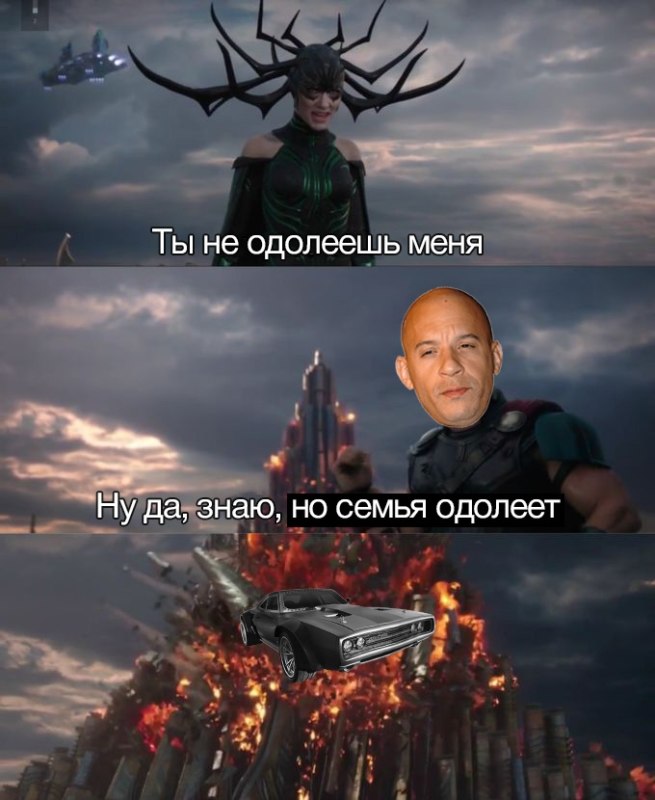 Ты не одолеешь меня
Ну да, знаю, но семья одолеет